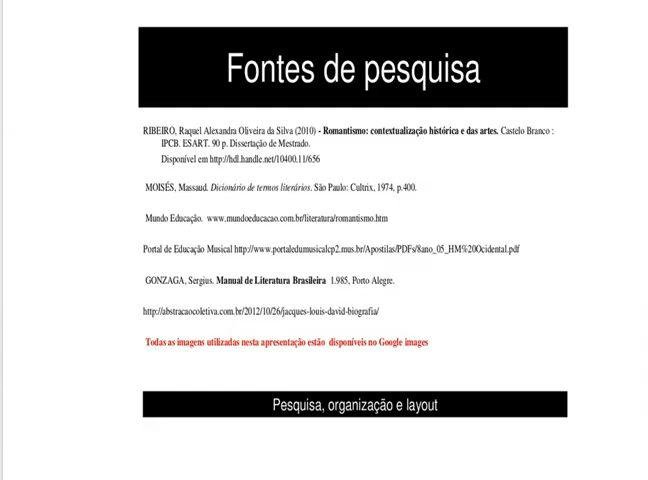 Fontes de pesquisa
RIBEIRO, Raquel Alexandra Oliveira da Silva (2010) - Romantismo: contextualização histórica e das artes. Castelo Branco :
IPCB. ESART. 90 p. Dissertação de Mestrado.
Disponível em http://hdl.handle.net/10400.11/656
MOISÉS, Massaud. Dicionário de termos literários. São Paulo: Cultrix, 1974, p.400.
Mundo Educação. www.mundoeducacao.com.br/literatura/romantismo.htm
Portal de Educação Musical http://www.portaledumusicalcp2.mus.br/Apostilas/PDFs/8ano_05_HM%20Ocidental.pdf
GONZAGA, Sergius. Manual de Literatura Brasileira 1.985, Porto Alegre.
http://abstracaocoletiva.com.br/2012/10/26/jacques-louis-david-biografia/
Todas as imagens utilizadas nesta apresentação estão disponíveis no Google images
Pesquisa, organização e layout